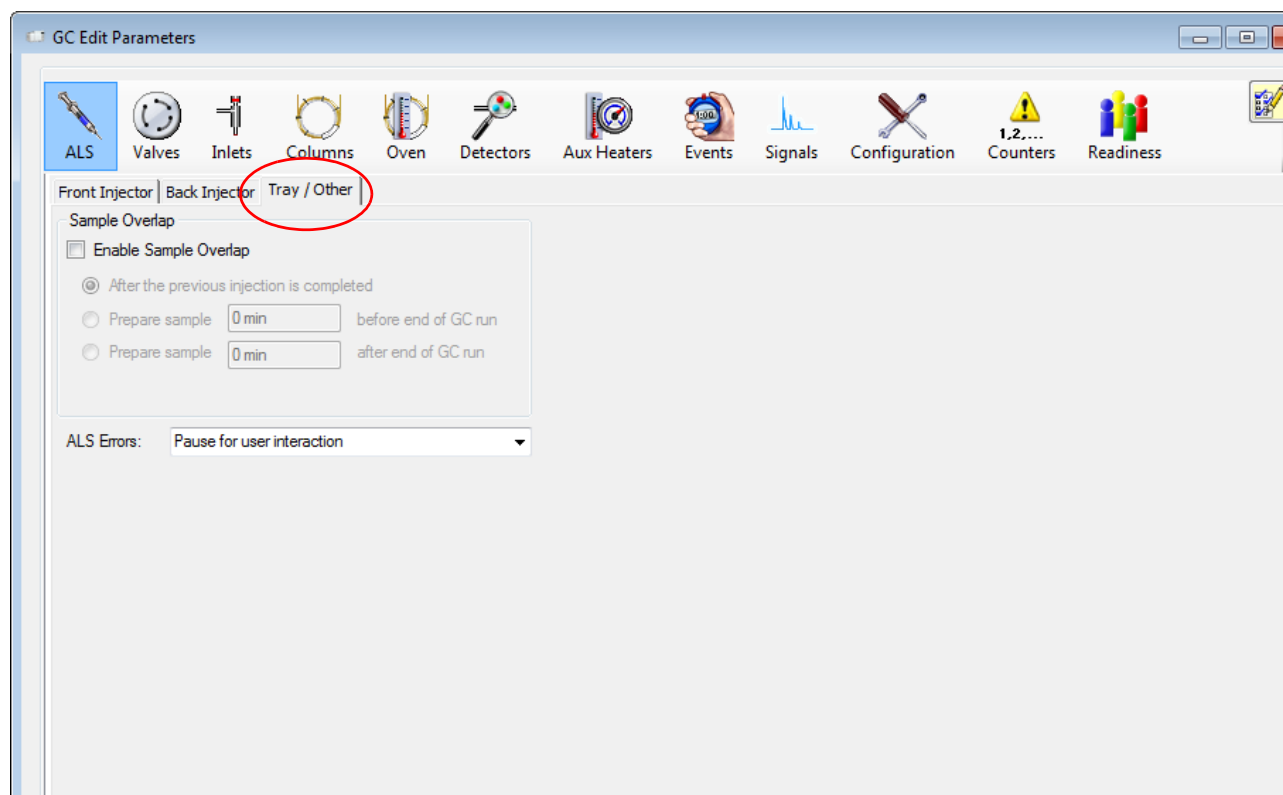 GC Edit Parameters
1:00
1,2,...
ALS Valves Inlets Columns Oven Detectors Aux Heaters Events Signals Configuration Counters Readiness
Front Injector Back Injector Tray / Other
Sample Overlap
Enable Sample Overlap
After the previous injection is completed
Prepare sample 0 min before end of GC run
Prepare sample 0 min after end of GC run
ALS Errors: Pause for user interaction